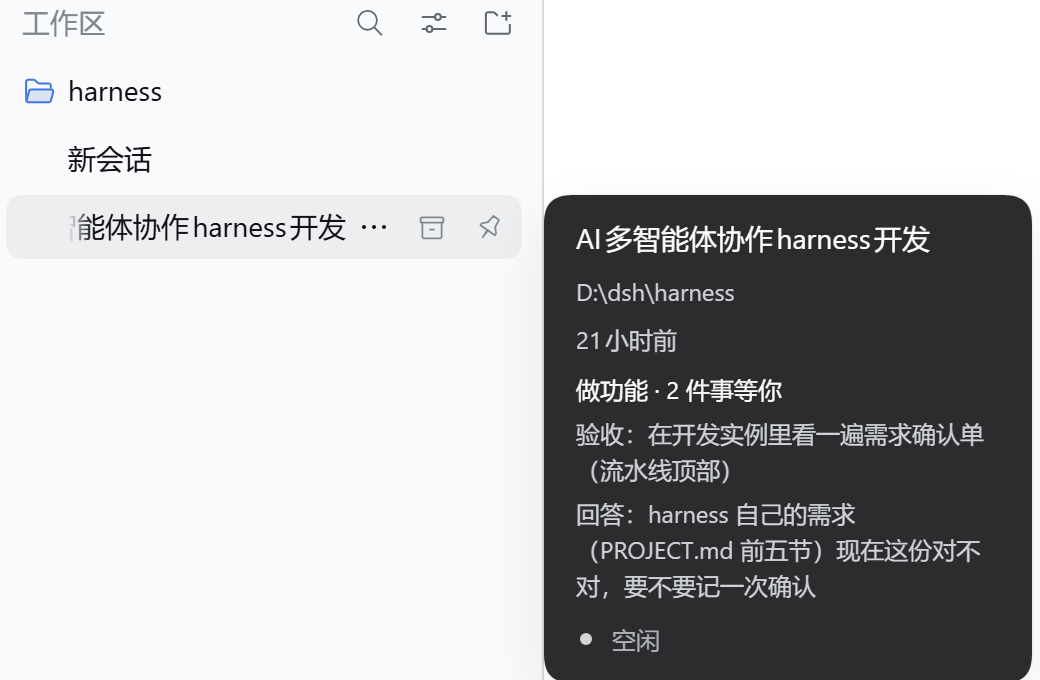 工作区
harness
新会话
能体协作harness开发 ···
AI多智能体协作harness开发
D:\dsh\harness
21小时前
做功能 · 2 件事等你
验收：在开发实例里看一遍需求确认单
（流水线顶部）
回答：harness 自己的需求
（PROJECT.md 前五节）现在这份对不
对，要不要记一次确认
空闲